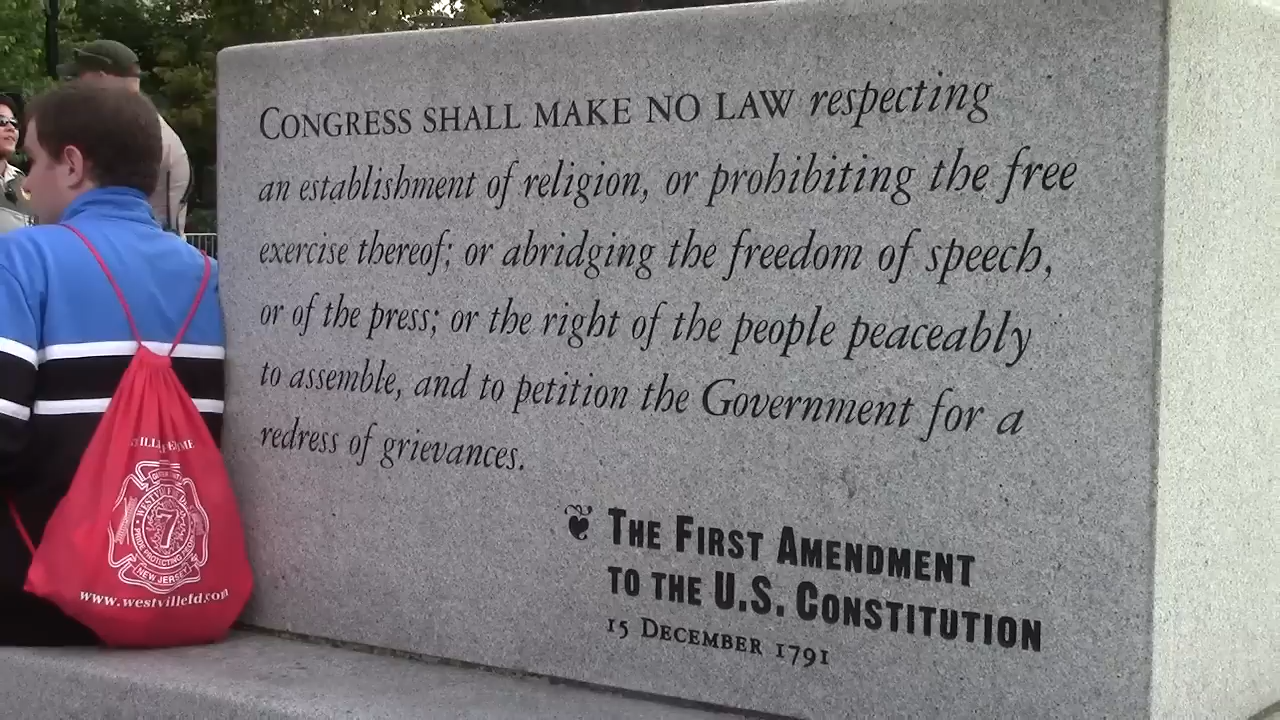 CONGRESS SHALL MAKE NO LAW respecting
an establishment of religion, or prohibiting the free
exercise thereof; or abridging the freedom of speech,
or of the press; or the right of the people peaceably
to assemble, and to petition the Government for a
redress of grievances.
THE FIRST AMENDMENT
TO THE U.S. CONSTITUTION
15 DECEMBER 1791
WESTVILLE
7
NEW JERSEY
www.westvillefd.com